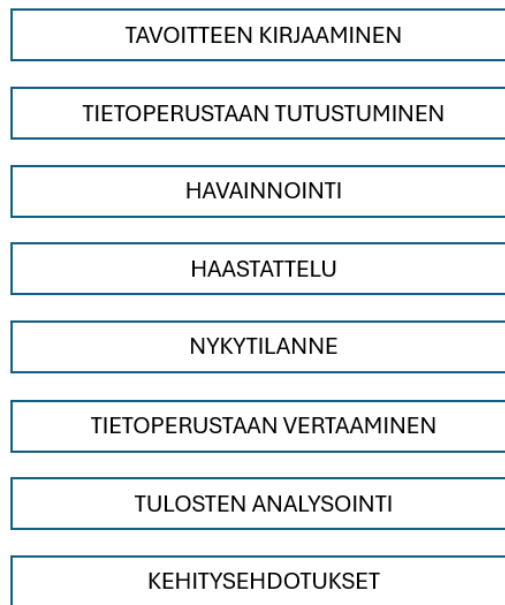 TAVOITTEEN KIRJAAMINEN
TIETOPERUSTAAN TUTUSTUMINEN
HAVAINNOINTI
HAASTATTELU
NYKYTILANNE
TIETOPERUSTAAN VERTAAMINEN
TULOSTEN ANALYSOINTI
KEHITYSEHDOTUKSET